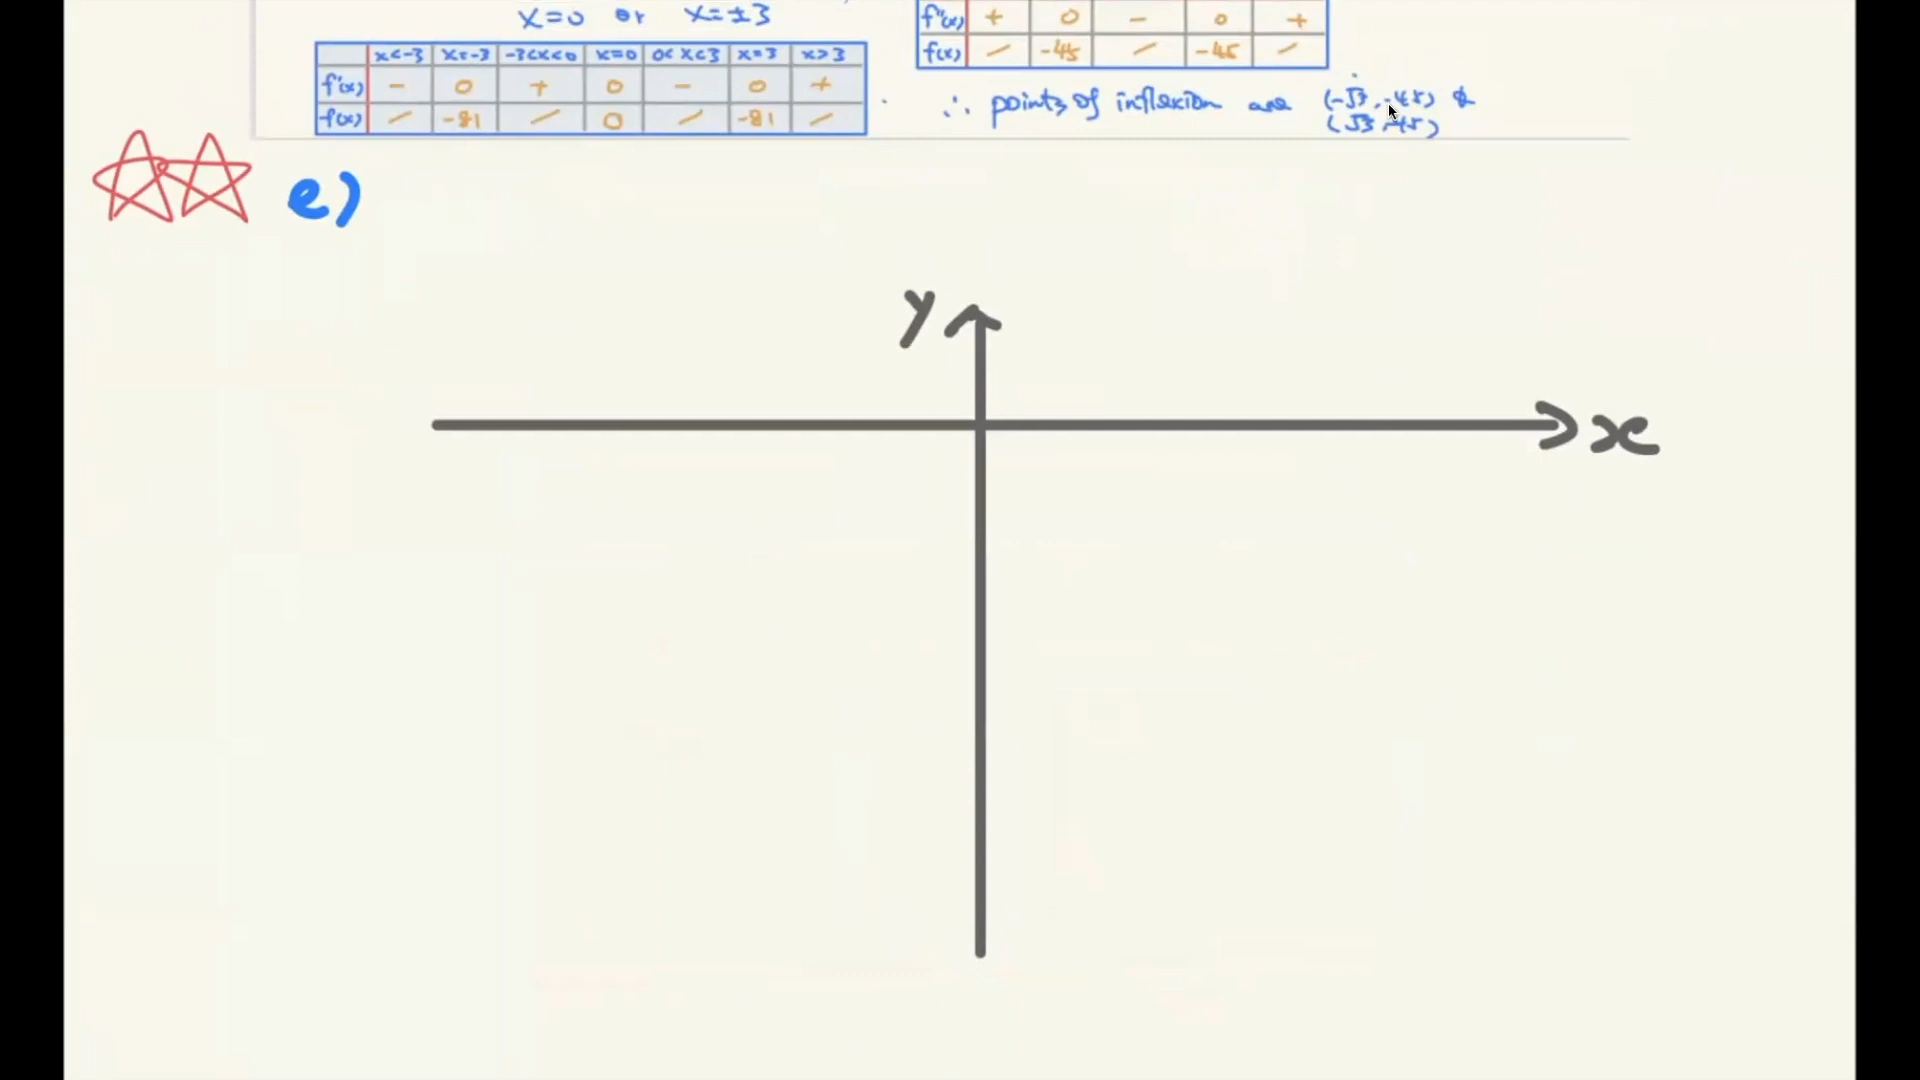 x=0 or x=±3
f''(x) + 0 - 0 +
f(x) / -45 / -45 /
x<-3 x=-3 -3<x<0 x=0 0<x<3 x=3 x>3
f'(x) - 0 + 0 - 0 +
f(x) / -81 / 0 / -81 /
∴ points of inflexion are (-√3, -45) &
(√3, -45)
e)
y
x